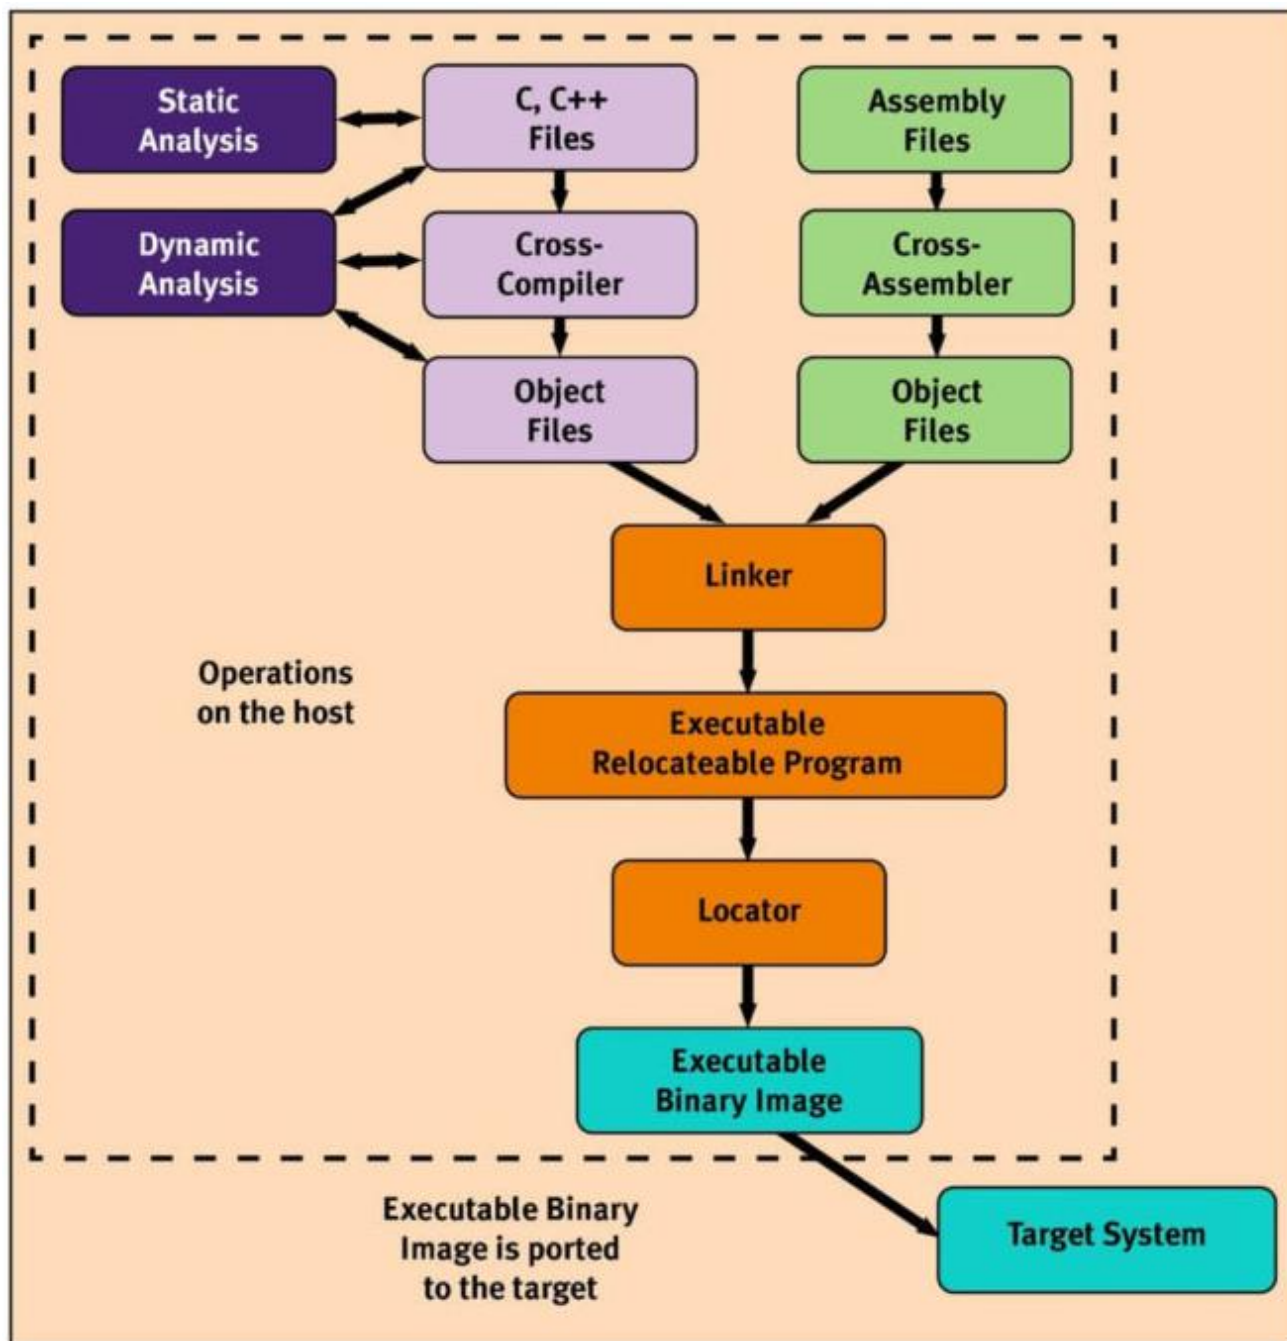 Static
Analysis
C, C++
Files
Assembly
Files
Dynamic
Analysis
Cross-
Compiler
Cross-
Assembler
Object
Files
Object
Files
Linker
Operations
on the host
Executable
Relocateable Program
Locator
Executable
Binary Image
Executable Binary
Image is ported
to the target
Target System